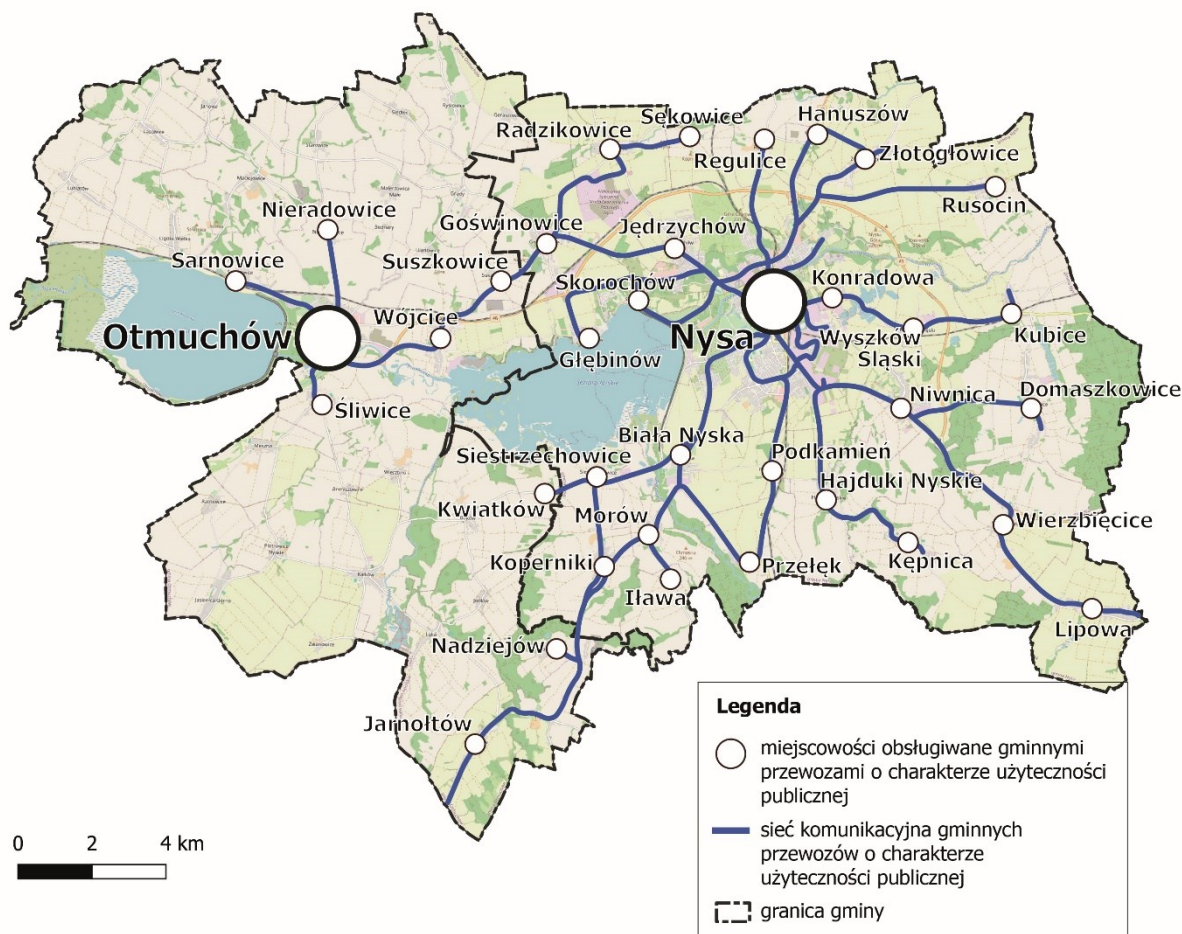 Sękowice
Hanuszów
Radzikowice
Regulice
Złotogłowice
Rusocin
Nieradowice
Goświnowice
Jędrzychów
Sarnowice
Suszkowice
Skorochów
Konradowa
Otmuchów
Wójcice
Nysa
Wyszków
Śląski
Kubice
Głębinów
Śliwice
Niwnica
Domaszkowice
Biała Nyska
Siestrzechowice
Podkamień
Hajduki Nyskie
Kwiatków
Morów
Wierzbięcice
Koperniki
Przełęk
Kępnica
Iława
Lipowa
Nadziejów
Jarnołtów
Legenda
miejscowości obsługiwane gminnymi
przewozami o charakterze użyteczności
publicznej
sieć komunikacyjna gminnych
przewozów o charakterze
użyteczności publicznej
granica gminy
0 2 4 km